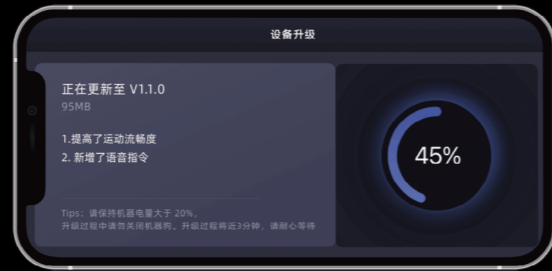 设备升级
正在更新至 V1.1.0
95MB
1.提高了运动流畅度
2. 新增了语音指令
45%
Tips：请保持机器电量大于 20%。
升级过程中请勿关闭机器狗。升级过程将近3分钟，请耐心等待